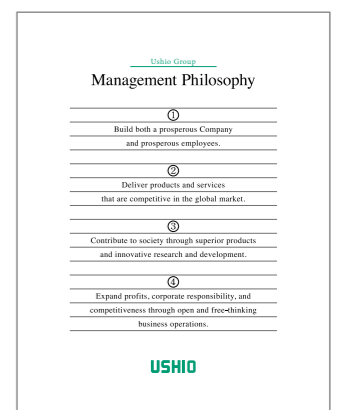 Ushio Group
Management Philosophy
①
Build both a prosperous Company
and prosperous employees.
②
Deliver products and services
that are competitive in the global market.
③
Contribute to society through superior products
and innovative research and development.
④
Expand profits, corporate responsibility, and
competitiveness through open and free-thinking
business operations.
USHIO